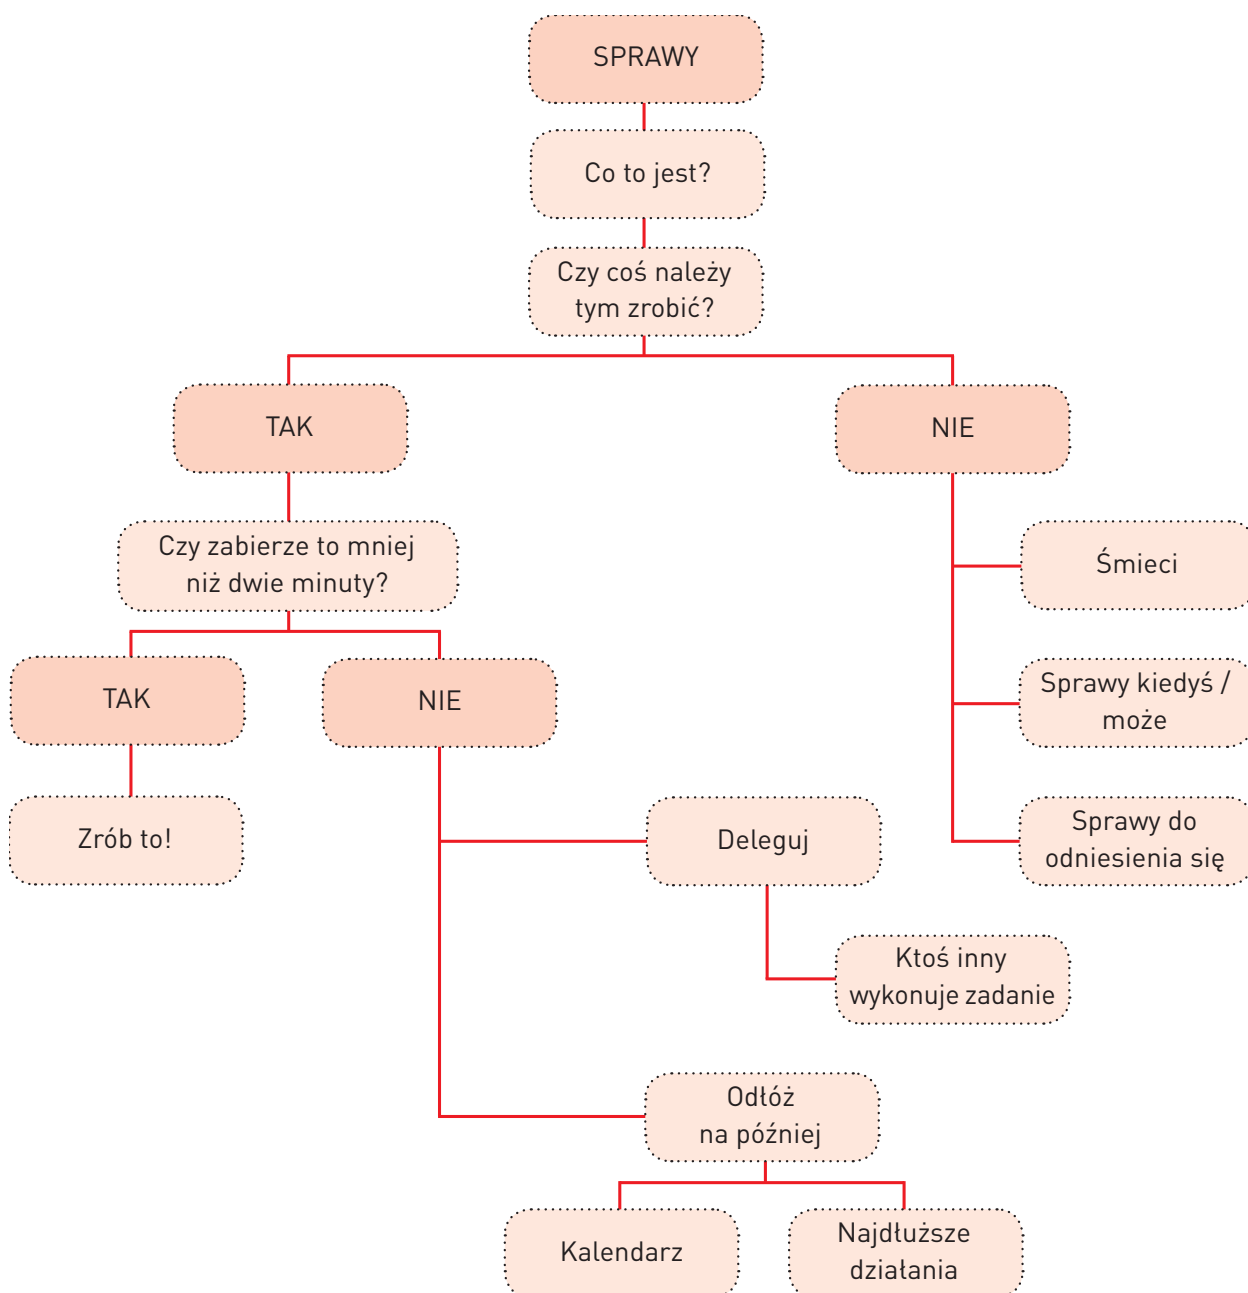 SPRAWY
Co to jest?
Czy coś należy
tym zrobić?
TAK
NIE
Czy zabierze to mniej
niż dwie minuty?
Śmieci
TAK
NIE
Sprawy kiedyś /
może
Zrób to!
Deleguj
Sprawy do
odniesienia się
Ktoś inny
wykonuje zadanie
Odłóż
na później
Kalendarz
Najdłuższe
działania